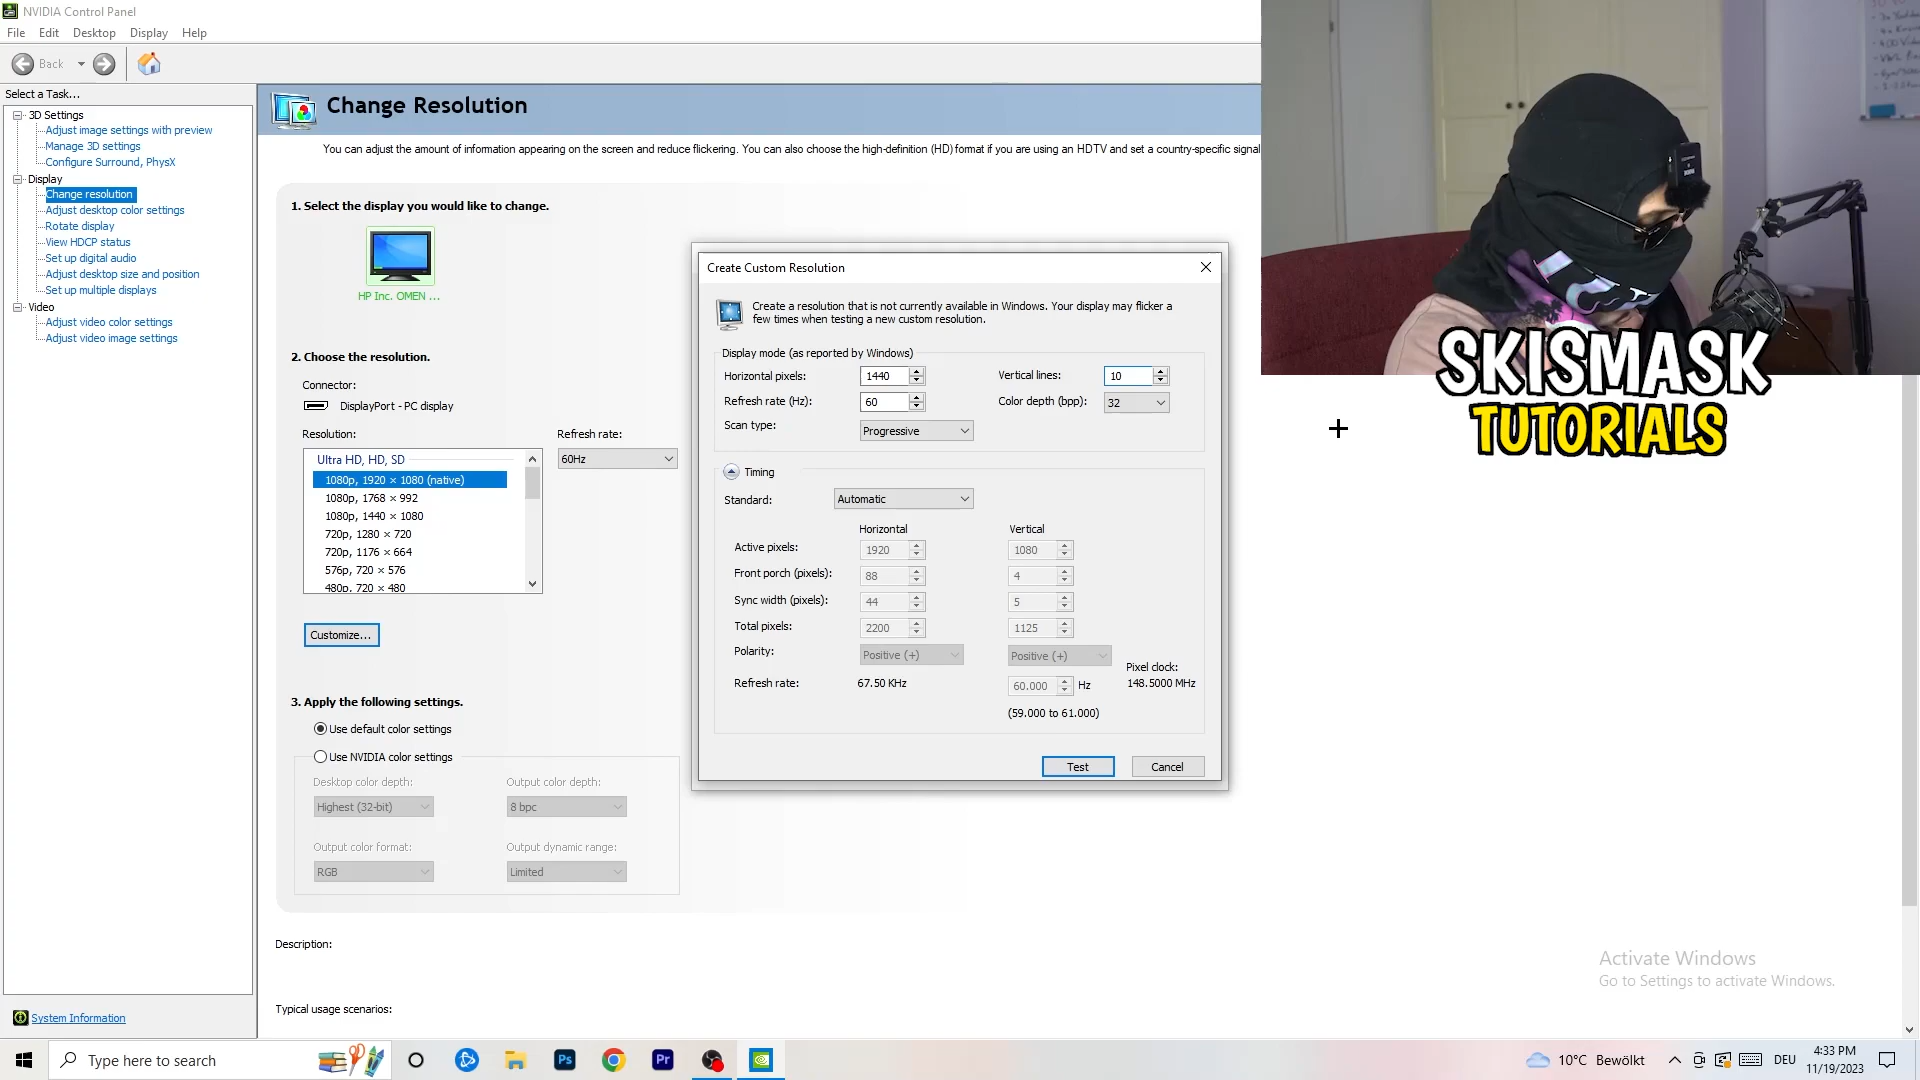 NVIDIA Control Panel
File Edit Desktop Display Help
Back
Select a Task...
3D Settings
Adjust image settings with preview
Manage 3D settings
Configure Surround, PhysX
Display
Change resolution
Adjust desktop color settings
Rotate display
View HDCP status
Set up digital audio
Adjust desktop size and position
Set up multiple displays
Video
Adjust video color settings
Adjust video image settings
System Information
Change Resolution
You can adjust the amount of information appearing on the screen and reduce flickering. You can also choose the high-definition (HD) format if you are using an HDTV and set a country-specific signal
1. Select the display you would like to change.
HP Inc. OMEN ...
2. Choose the resolution.
Connector:
DisplayPort - PC display
Resolution:
Refresh rate:
Ultra HD, HD, SD
60Hz
1080p, 1920 × 1080 (native)
1080p, 1768 × 992
1080p, 1440 × 1080
720p, 1280 × 720
720p, 1176 × 664
576p, 720 × 576
480p, 720 × 480
Customize...
3. Apply the following settings.
Use default color settings
Use NVIDIA color settings
Desktop color depth: Output color depth:
Highest (32-bit) 8 bpc
Output color format: Output dynamic range:
RGB Limited
Description:
Typical usage scenarios:
Create Custom Resolution
Create a resolution that is not currently available in Windows. Your display may flicker a
few times when testing a new custom resolution.
Display mode (as reported by Windows)
Horizontal pixels: 1440 Vertical lines: 10
Refresh rate (Hz): 60 Color depth (bpp): 32
Scan type: Progressive
Timing
Standard: Automatic
Horizontal Vertical
Active pixels: 1920 1080
Front porch (pixels): 88 4
Sync width (pixels): 44 5
Total pixels: 2200 1125
Polarity: Positive (+) Positive (+)
Pixel clock:
Refresh rate: 67.50 KHz 60.000 Hz 148.5000 MHz
(59.000 to 61.000)
Test Cancel
SKISMASK
TUTORIALS
Activate Windows
Go to Settings to activate Windows.
Type here to search
Ps
Pr
10°C Bewölkt
DEU
4:33 PM
11/19/2023